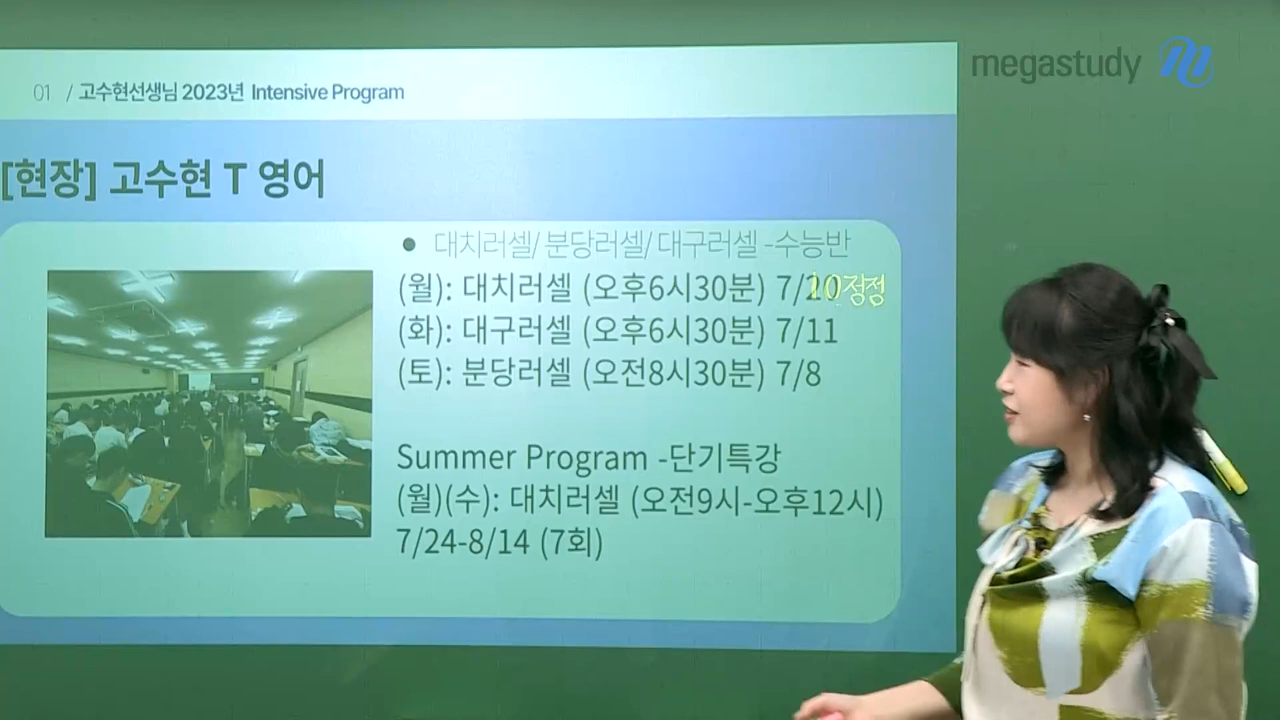 megastudy
01 / 고수현선생님 2023년 Intensive Program
[현장] 고수현 T 영어
• 대치러셀/ 분당러셀/ 대구러셀 -수능반
(월): 대치러셀 (오후6시30분) 7/10정정
(화): 대구러셀 (오후6시30분) 7/11
(토): 분당러셀 (오전8시30분) 7/8
Summer Program -단기특강
(월)(수): 대치러셀 (오전9시-오후12시)
7/24-8/14 (7회)